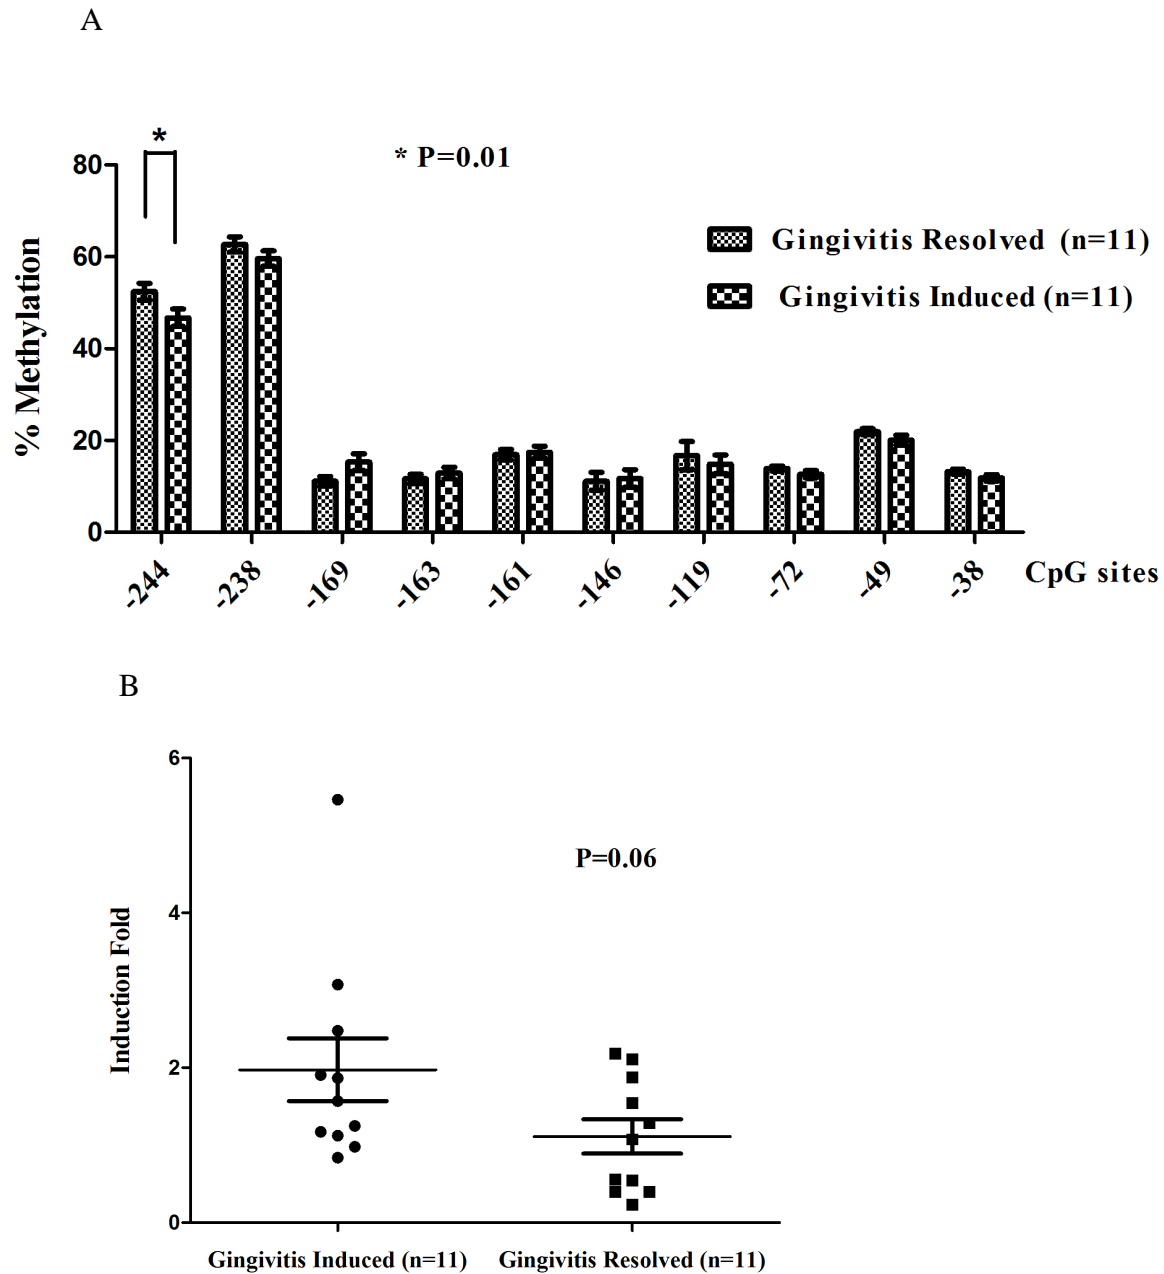 A
*
* P=0.01
80
60
40
20
0
% Methylation
Gingivitis Resolved (n=11)
Gingivitis Induced (n=11)
-244 -238 -169 -163 -161 -146 -119 -72 -49 -38 CpG sites
B
6
4
2
0
Induction Fold
P=0.06
Gingivitis Induced (n=11) Gingivitis Resolved (n=11)